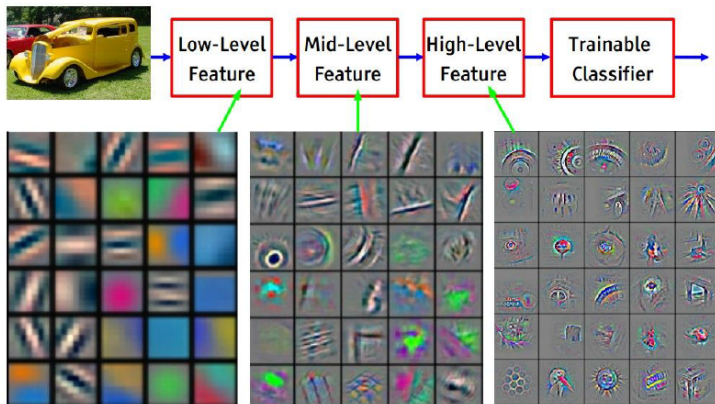 Low-Level
Feature
Mid-Level
Feature
High-Level
Feature
Trainable
Classifier